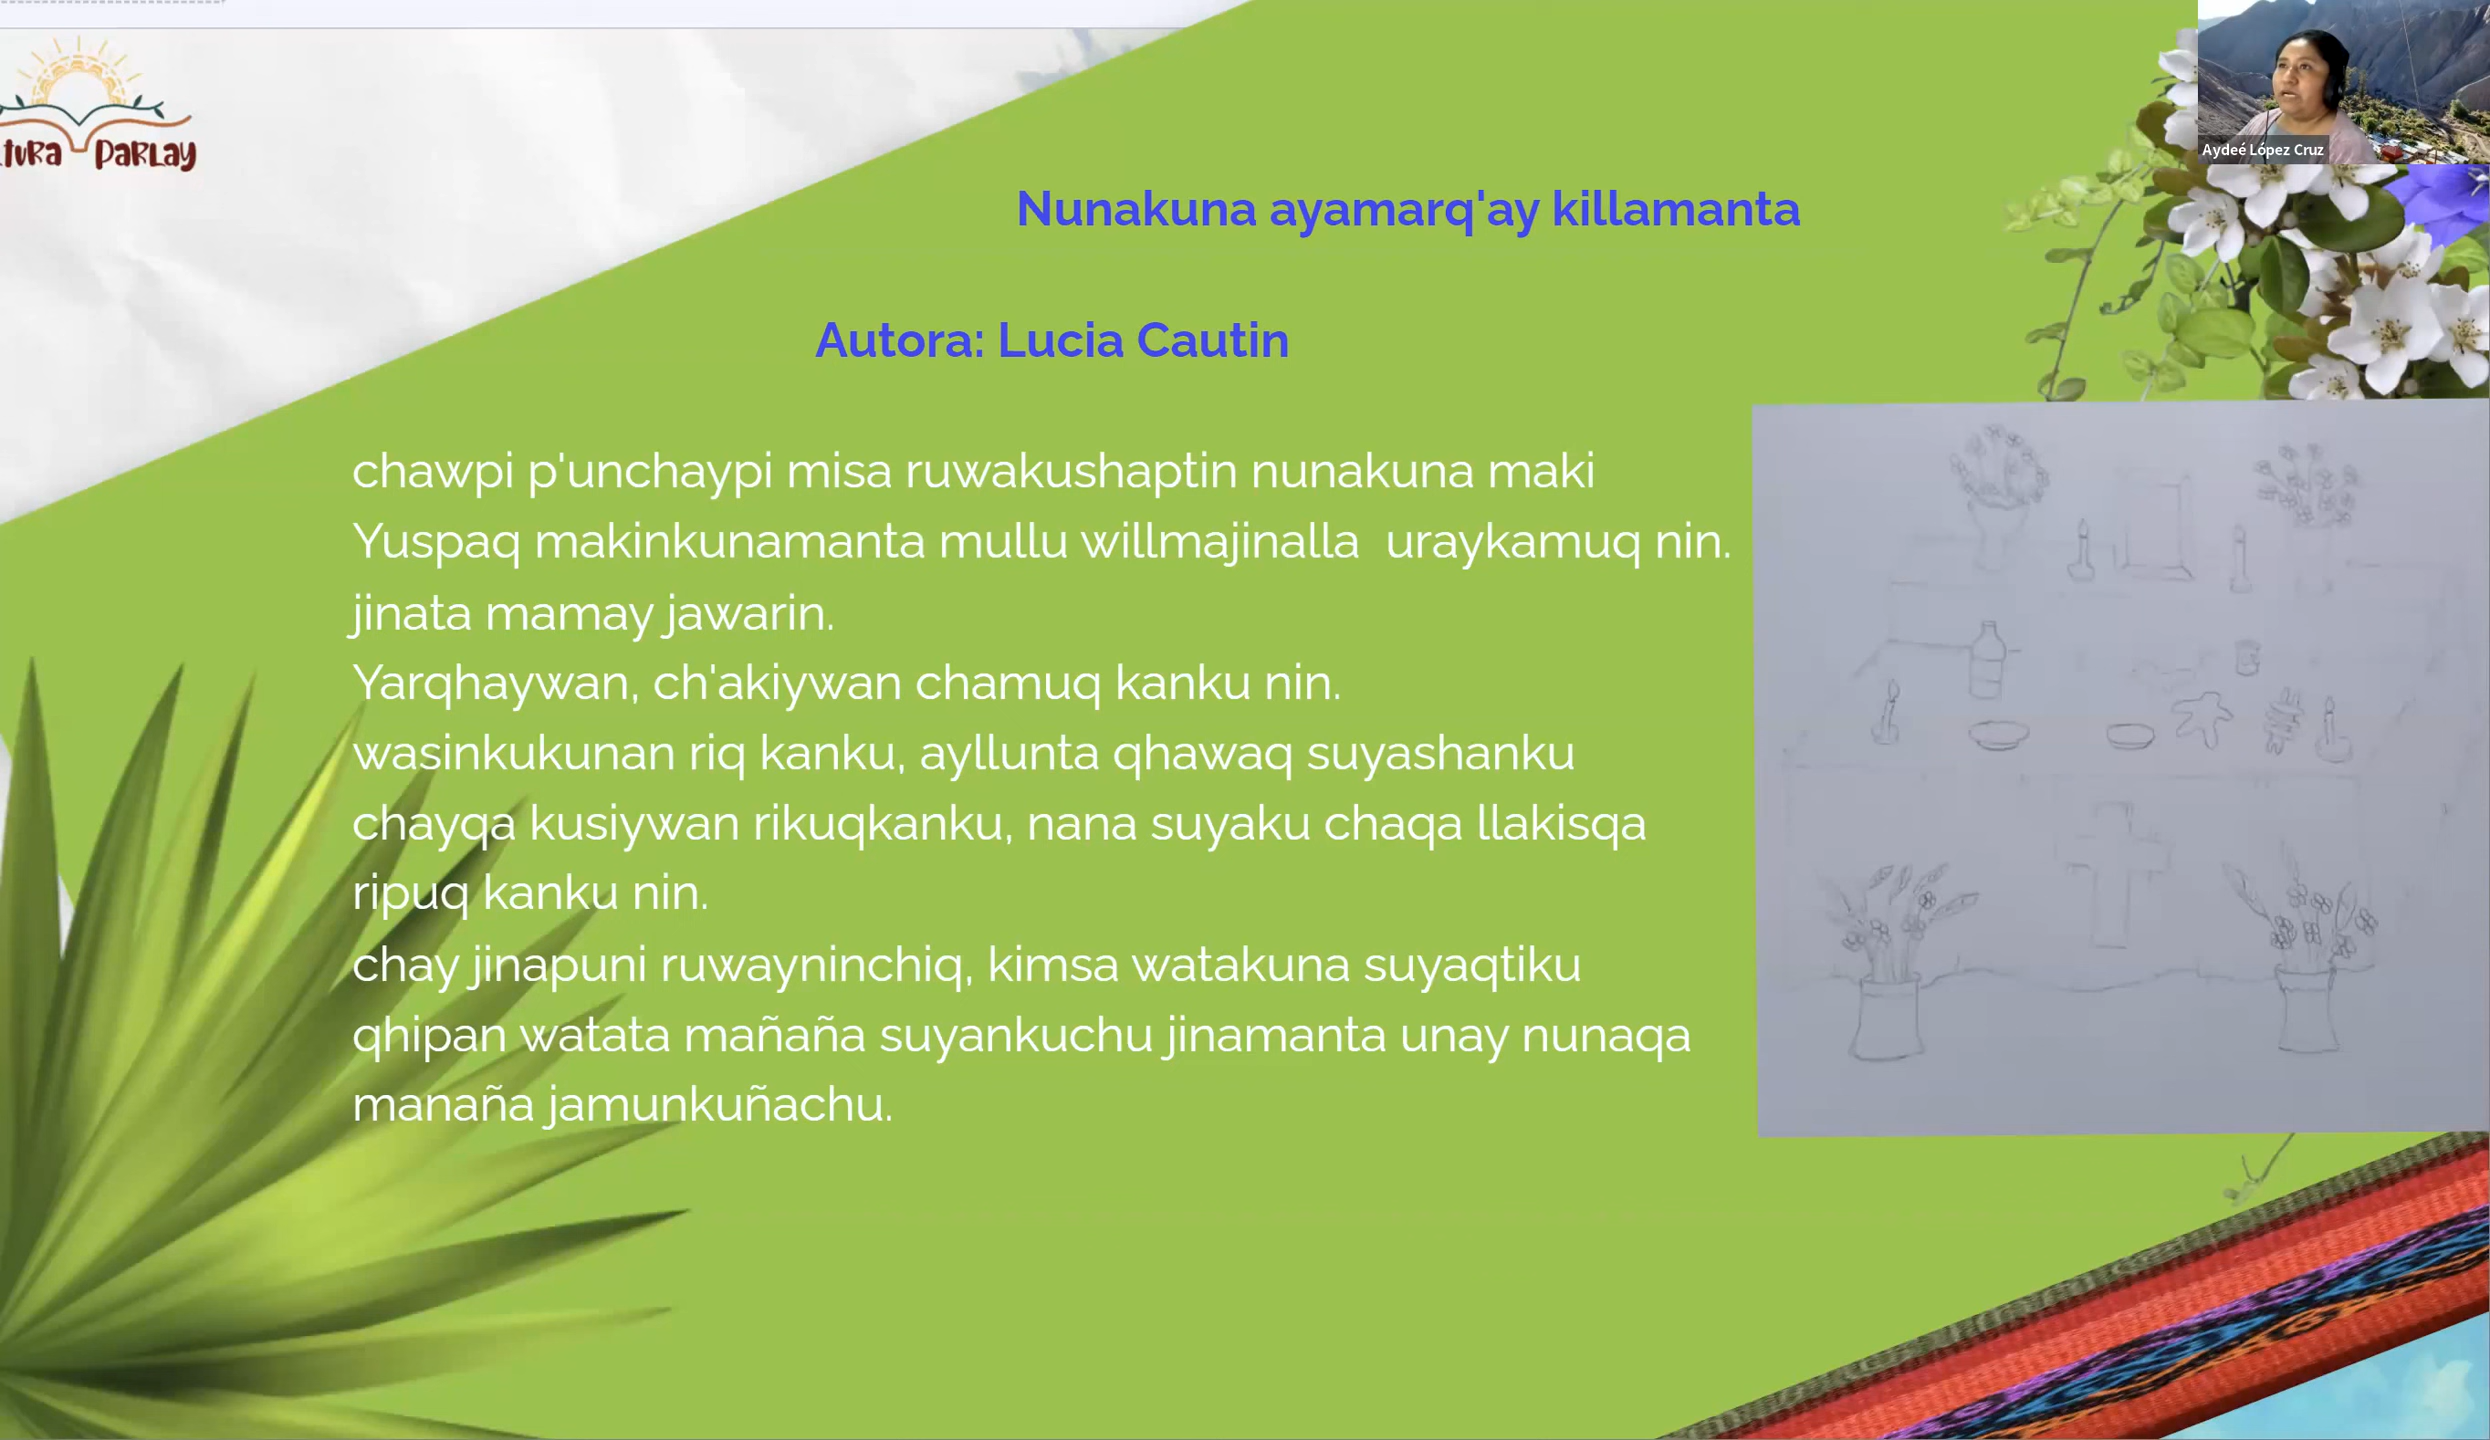 tura Parlay
Aydeé López Cruz
Nunakuna ayamarq'ay killamanta
Autora: Lucia Cautin
chawpi p'unchaypi misa ruwakushaptin nunakuna maki
Yuspaq makinkunamanta mullu willmajinalla  uraykamuq nin.
jinata mamay jawarin.
Yarqhaywan, ch'akiywan chamuq kanku nin.
wasinkukunan riq kanku, ayllunta qhawaq suyashanku
chayqa kusiywan rikuqkanku, nana suyaku chaqa llakisqa
ripuq kanku nin.
chay jinapuni ruwayninchiq, kimsa watakuna suyaqtiku
qhipan watata mañaña suyankuchu jinamanta unay nunaqa
manaña jamunkuñachu.